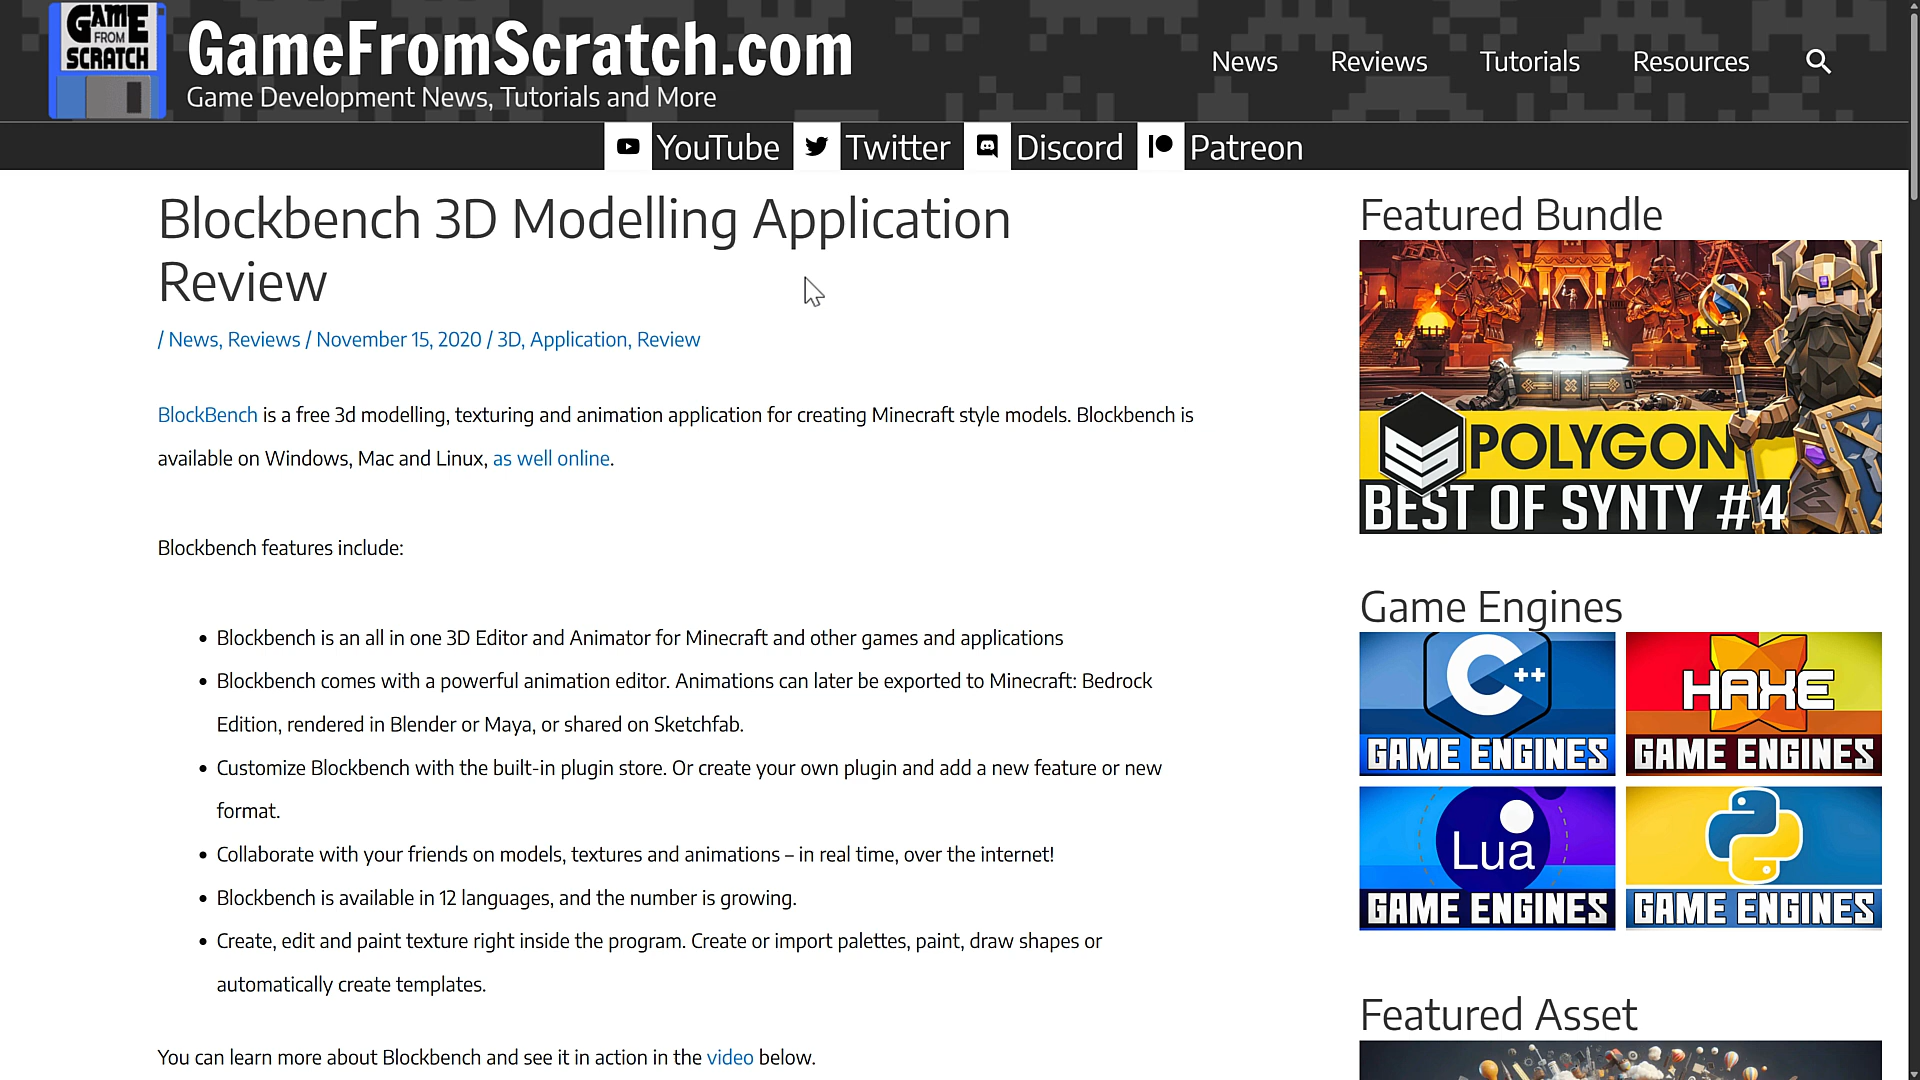 GAME
FROM
SCRATCH
GameFromScratch.com
Game Development News, Tutorials and More
News
Reviews
Tutorials
Resources
YouTube
Twitter
Discord
Patreon
Blockbench 3D Modelling Application
Review
/ News, Reviews / November 15, 2020 / 3D, Application, Review
BlockBench is a free 3d modelling, texturing and animation application for creating Minecraft style models. Blockbench is
available on Windows, Mac and Linux, as well online.
Blockbench features include:
• Blockbench is an all in one 3D Editor and Animator for Minecraft and other games and applications
• Blockbench comes with a powerful animation editor. Animations can later be exported to Minecraft: Bedrock
Edition, rendered in Blender or Maya, or shared on Sketchfab.
• Customize Blockbench with the built-in plugin store. Or create your own plugin and add a new feature or new
format.
• Collaborate with your friends on models, textures and animations – in real time, over the internet!
• Blockbench is available in 12 languages, and the number is growing.
• Create, edit and paint texture right inside the program. Create or import palettes, paint, draw shapes or
automatically create templates.
You can learn more about Blockbench and see it in action in the video below.
Featured Bundle
POLYGON
BEST OF SYNTY #4
Game Engines
C++
GAME ENGINES
HAXE
GAME ENGINES
Lua
GAME ENGINES
GAME ENGINES
Featured Asset